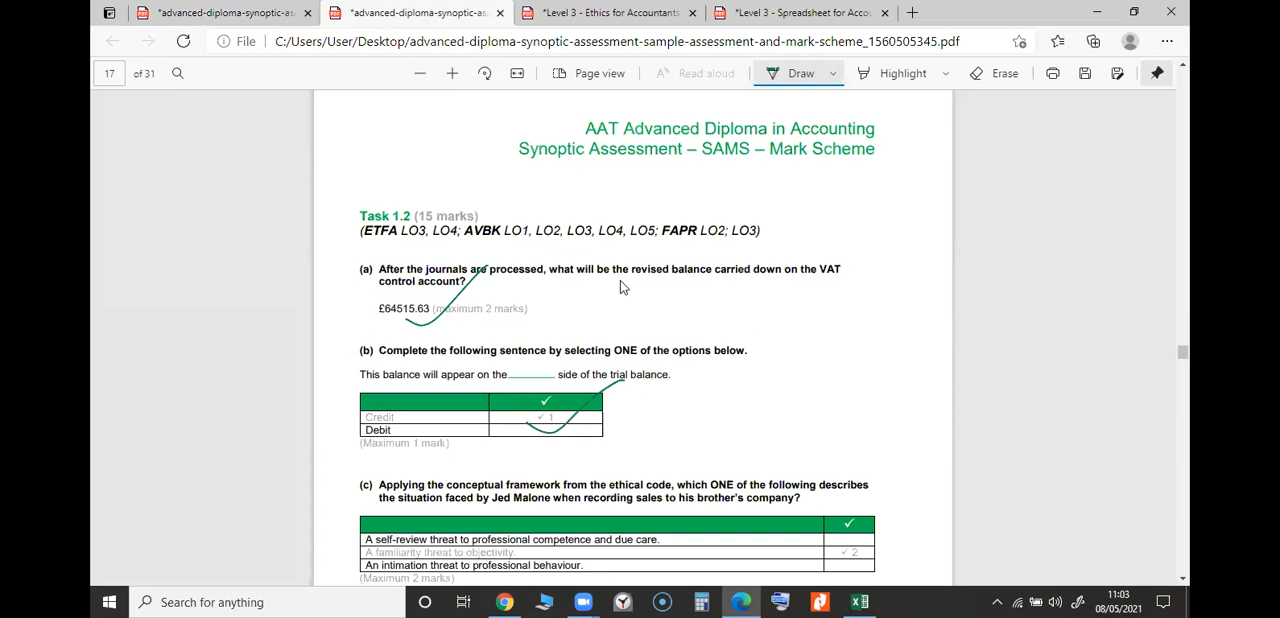 *advanced-diploma-synoptic-as:
*advanced-diploma-synoptic-as
*Level 3 - Ethics for Accountants
*Level 3 - Spreadsheet for Accou
File
C:/Users/User/Desktop/advanced-diploma-synoptic-assessment-sample-assessment-and-mark-scheme_1560505345.pdf
17 of 31
Page view
Read aloud
Draw
Highlight
Erase
AAT Advanced Diploma in Accounting
Synoptic Assessment – SAMS – Mark Scheme
Task 1.2 (15 marks)
(ETFA LO3, LO4; AVBK LO1, LO2, LO3, LO4, LO5; FAPR LO2; LO3)
(a) After the journals are processed, what will be the revised balance carried down on the VAT
control account?
£64515.63 (maximum 2 marks)
(b) Complete the following sentence by selecting ONE of the options below.
This balance will appear on the ________ side of the trial balance.
✓
Credit ✓ 1
Debit
(Maximum 1 mark)
(c) Applying the conceptual framework from the ethical code, which ONE of the following describes
the situation faced by Jed Malone when recording sales to his brother's company?
✓
A self-review threat to professional competence and due care.
A familiarity threat to objectivity. ✓ 2
An intimation threat to professional behaviour.
(Maximum 2 marks)
Search for anything
11:03
08/05/2021